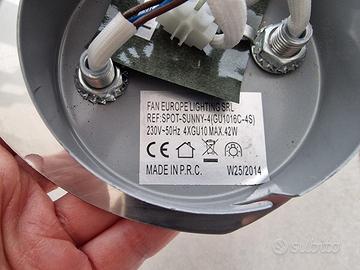 FAN EUROPE LIGHTING SRL
REF:SPOT-SUNNY-4(GU1016C-4S)
230V~50Hz 4XGU10 MAX.42W
CE
MADE IN P.R.C. W25/2014
subito